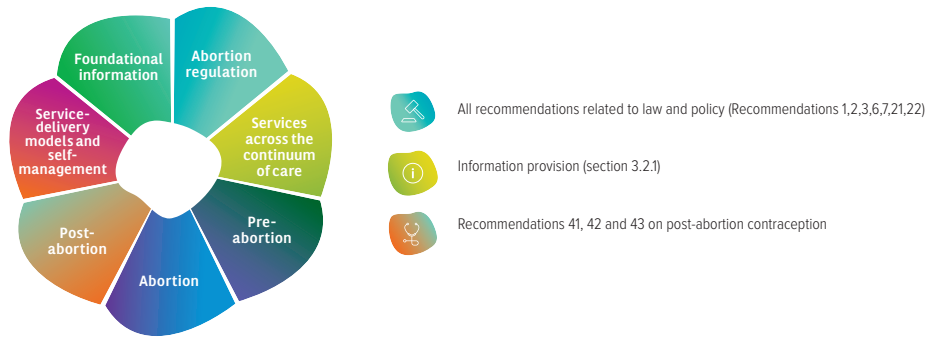 Foundational
information
Abortion
regulation
Services
across the
continuum
of care
Pre-
abortion
Abortion
Post-
abortion
Service-
delivery
models and
self-
management
All recommendations related to law and policy (Recommendations 1,2,3,6,7,21,22)
Information provision (section 3.2.1)
Recommendations 41, 42 and 43 on post-abortion contraception